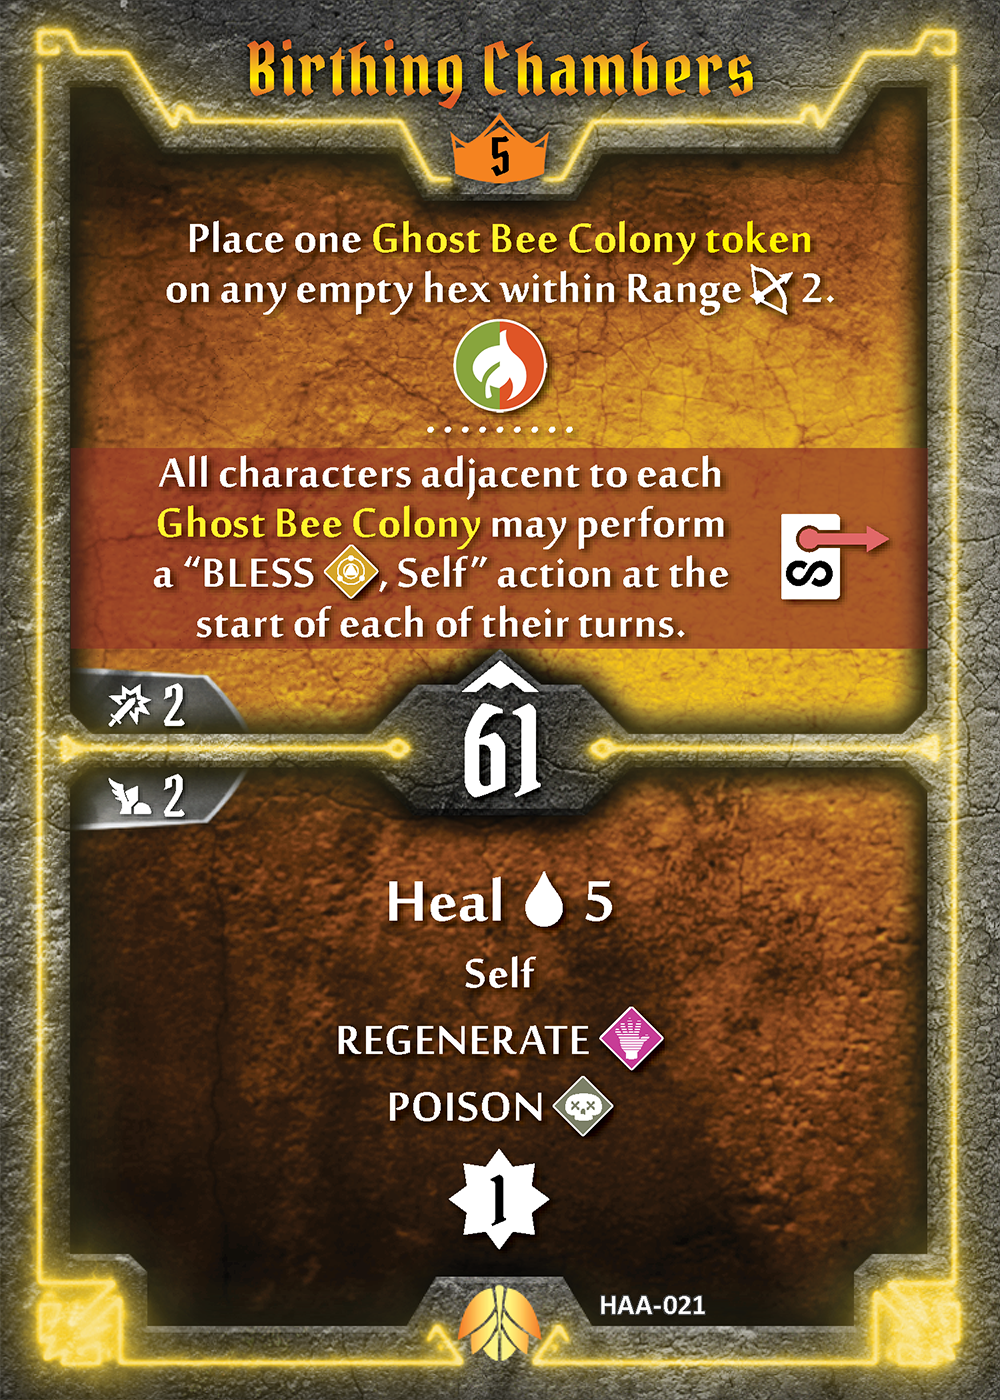 Birthing Chambers
5
Place one Ghost Bee Colony token
on any empty hex within Range 2.
All characters adjacent to each
Ghost Bee Colony may perform
a “BLESS , Self” action at the
start of each of their turns.
2
61
2
Heal 5
Self
REGENERATE
POISON
1
HAA-021